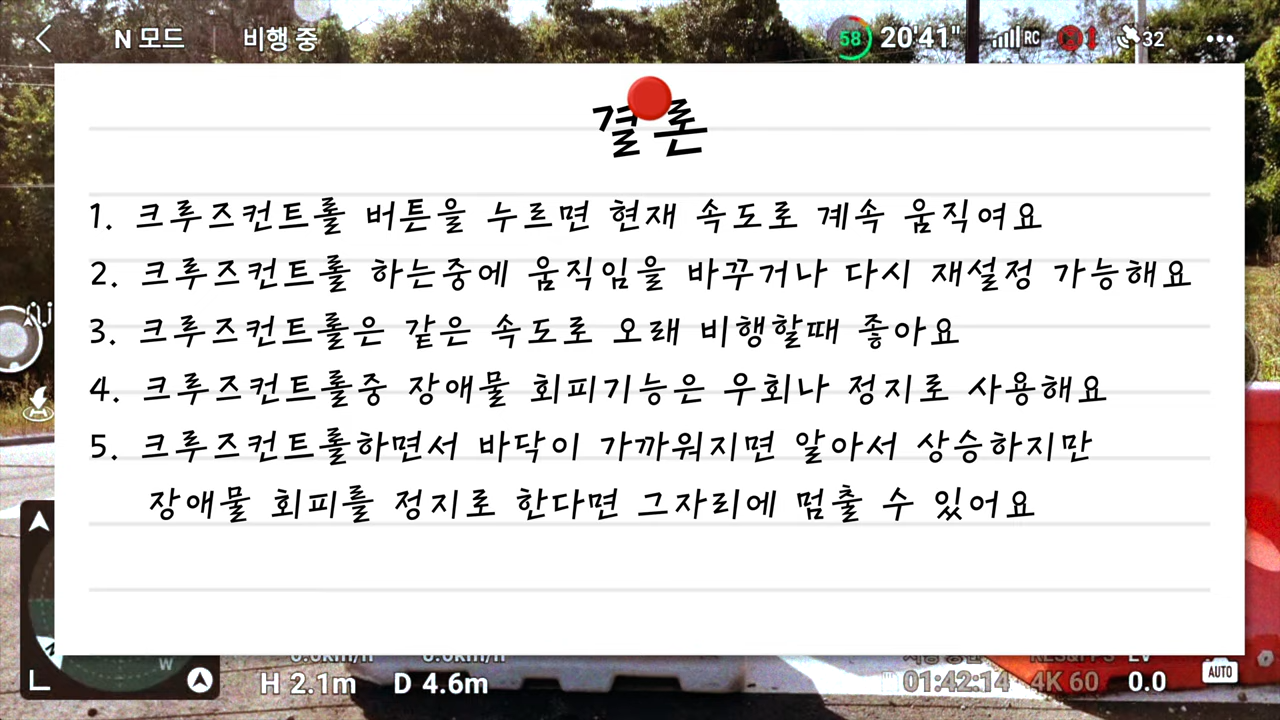 N 모드 비행 중 58 20'41" RC 32
결론
1. 크루즈컨트롤 버튼을 누르면 현재 속도로 계속 움직여요
2. 크루즈컨트롤 하는중에 움직임을 바꾸거나 다시 재설정 가능해요
3. 크루즈컨트롤은 같은 속도로 오래 비행할때 좋아요
4. 크루즈컨트롤중 장애물 회피기능은 우회나 정지로 사용해요
5. 크루즈컨트롤하면서 바닥이 가까워지면 알아서 상승하지만
장애물 회피를 정지로 한다면 그자리에 멈출 수 있어요
W
H 2.1m D 4.6m 01:42:14 4K 60 0.0 AUTO